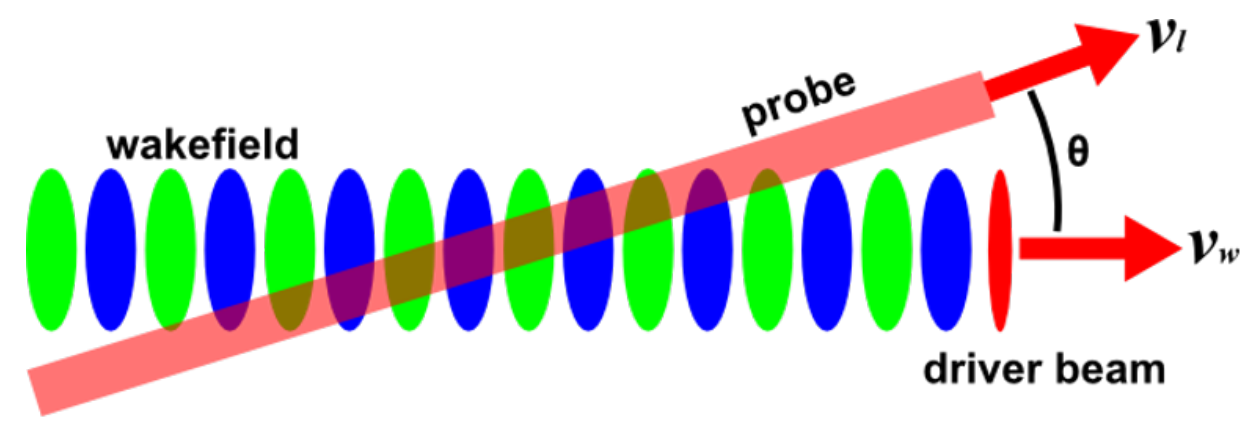 v_l
probe
wakefield
θ
v_w
driver beam